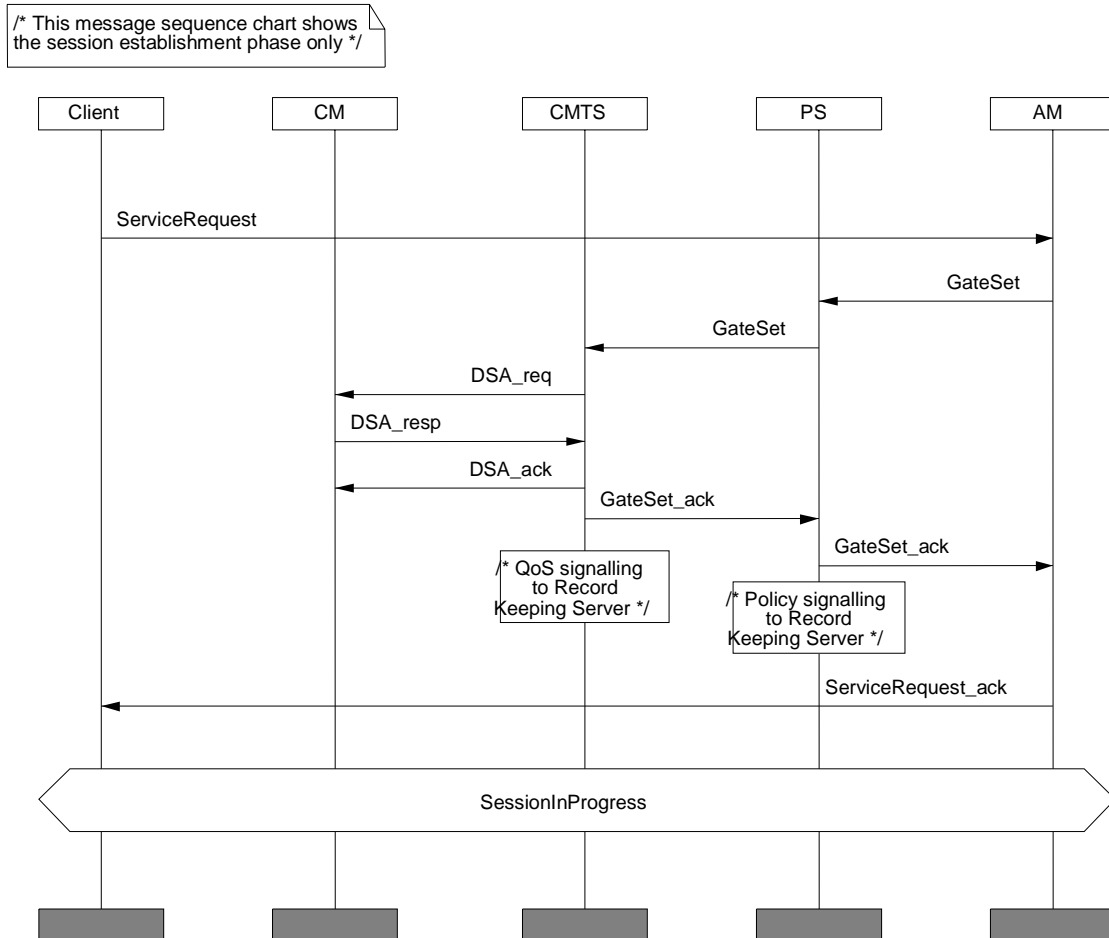 /* This message sequence chart shows
the session establishment phase only */
Client
CM
CMTS
PS
AM
ServiceRequest
GateSet
GateSet
DSA_req
DSA_resp
DSA_ack
GateSet_ack
GateSet_ack
/* QoS signalling
to Record
Keeping Server */
/* Policy signalling
to Record
Keeping Server */
ServiceRequest_ack
SessionInProgress